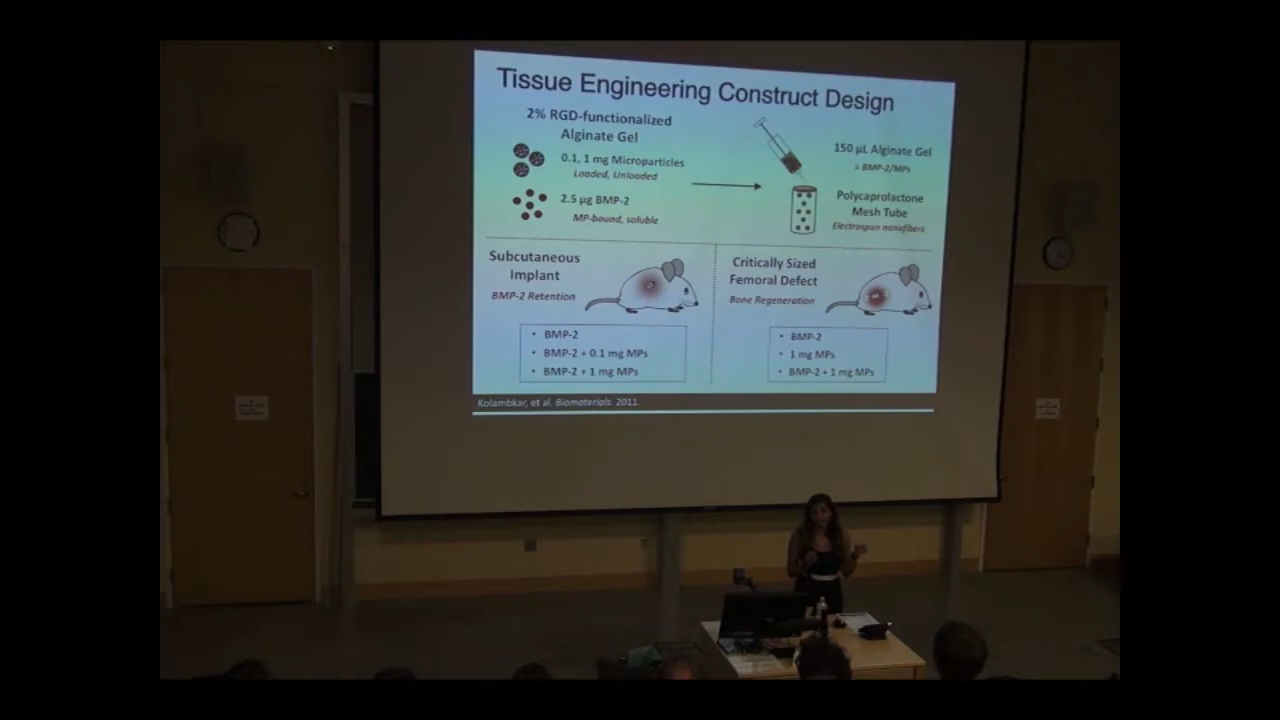 Tissue Engineering Construct Design
2% RGD-functionalized
Alginate Gel
0.1, 1 mg Microparticles
Loaded, Unloaded
2.5 µg BMP-2
MP-bound, soluble
150 µL Alginate Gel
± BMP-2/MPs
Polycaprolactone
Mesh Tube
Electrospun nanofibers
Subcutaneous
Implant
BMP-2 Retention
• BMP-2
• BMP-2 + 0.1 mg MPs
• BMP-2 + 1 mg MPs
Critically Sized
Femoral Defect
Bone Regeneration
• BMP-2
• 1 mg MPs
• BMP-2 + 1 mg MPs
Kolambkar, et al. Biomaterials. 2011.